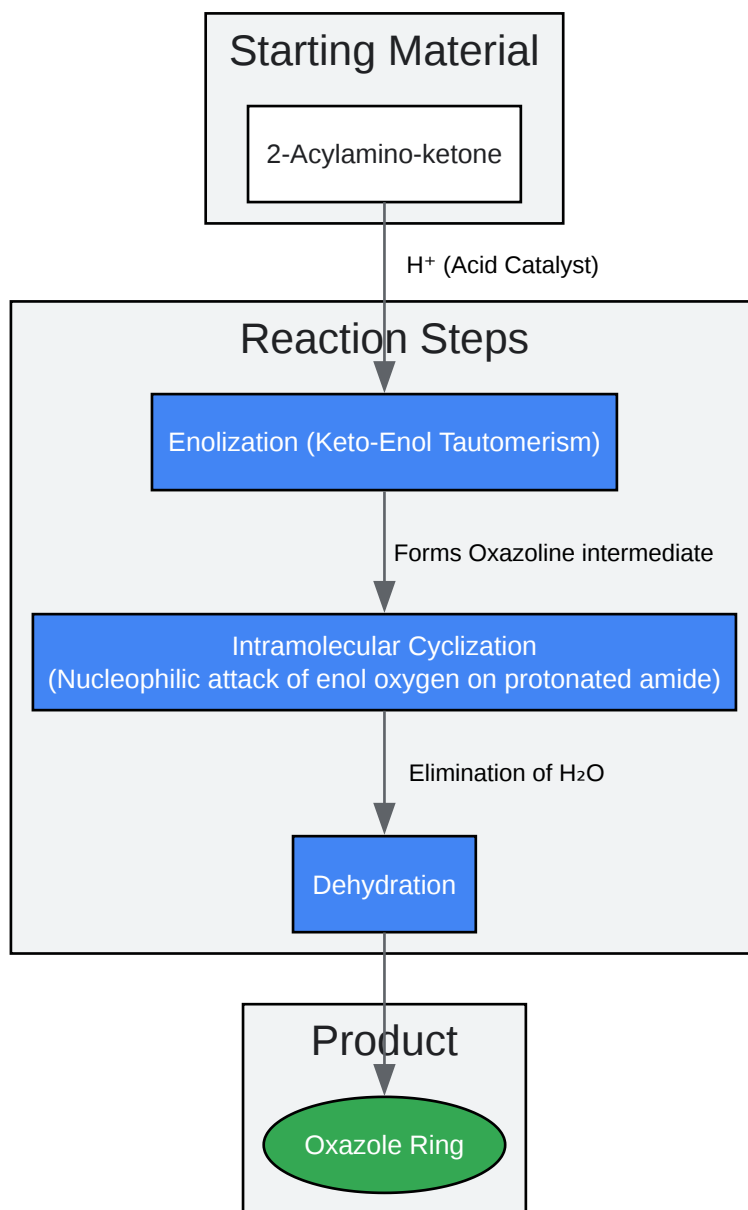 Starting Material
2-Acylamino-ketone
H⁺ (Acid Catalyst)
Reaction Steps
Enolization (Keto-Enol Tautomerism)
Forms Oxazoline intermediate
Intramolecular Cyclization
(Nucleophilic attack of enol oxygen on protonated amide)
Elimination of H₂O
Dehydration
Product
Oxazole Ring